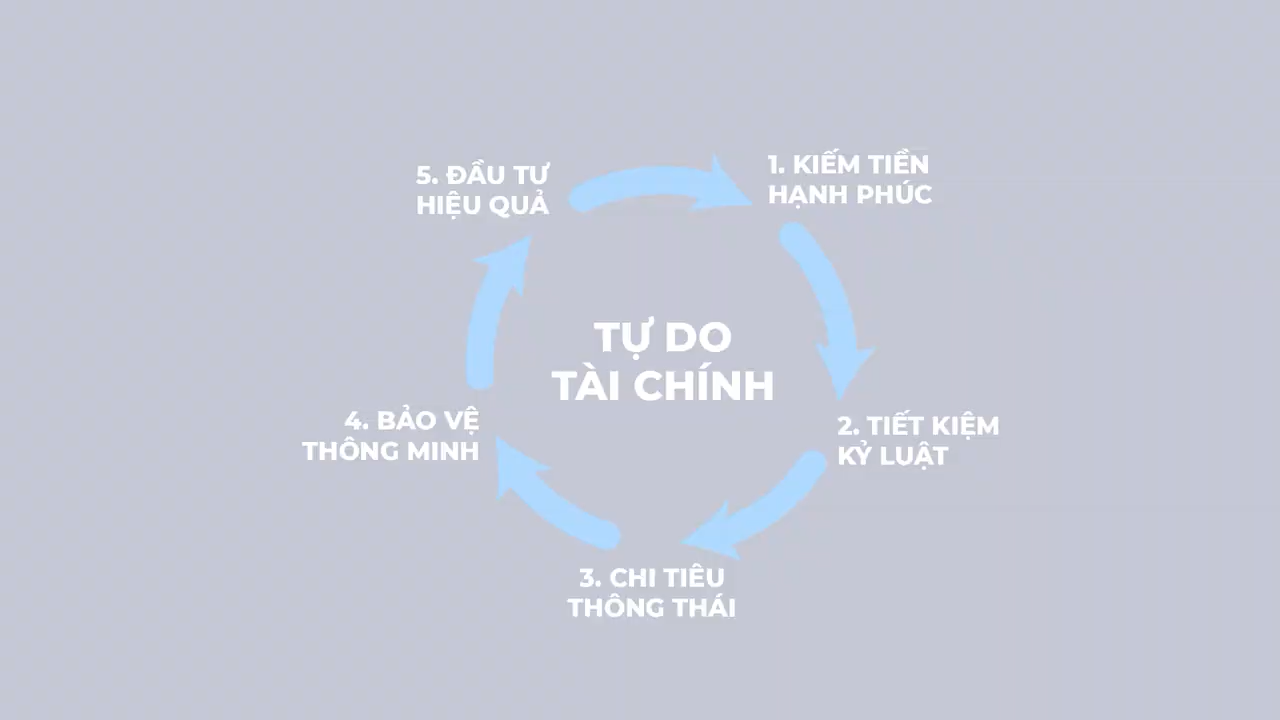 1. KIẾM TIỀN
HẠNH PHÚC
2. TIẾT KIỆM
KỶ LUẬT
3. CHI TIÊU
THÔNG THÁI
4. BẢO VỆ
THÔNG MINH
5. ĐẦU TƯ
HIỆU QUẢ
TỰ DO
TÀI CHÍNH